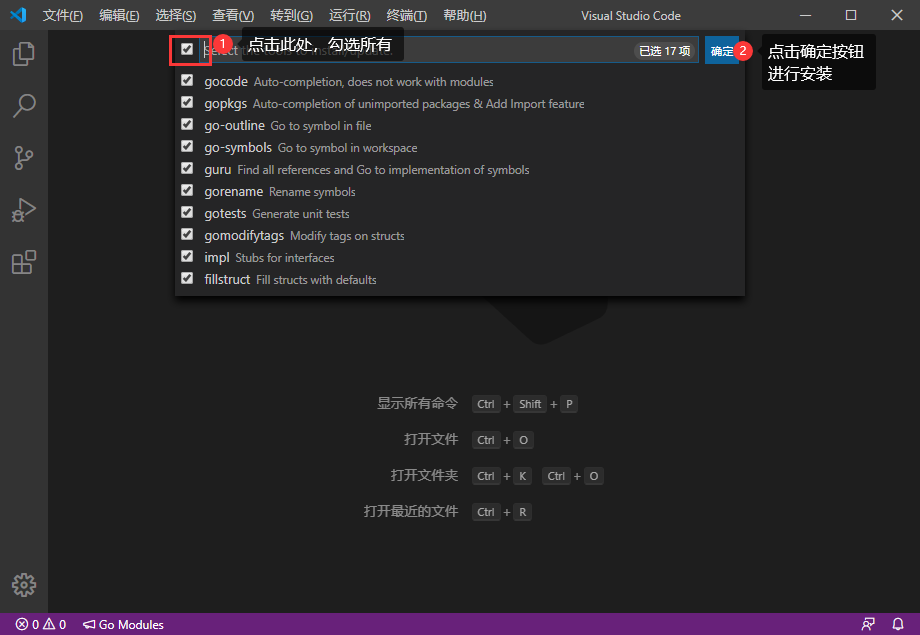 文件(F) 编辑(E) 选择(S) 查看(V) 转到(G) 运行(R) 终端(T) 帮助(H) Visual Studio Code
1 点击此处，勾选所有
Select the tools to install/update. 已选 17 项 确定 2
点击确定按钮
进行安装
gocode Auto-completion, does not work with modules
gopkgs Auto-completion of unimported packages & Add Import feature
go-outline Go to symbol in file
go-symbols Go to symbol in workspace
guru Find all references and Go to implementation of symbols
gorename Rename symbols
gotests Generate unit tests
gomodifytags Modify tags on structs
impl Stubs for interfaces
fillstruct Fill structs with defaults
显示所有命令 Ctrl + Shift + P
打开文件 Ctrl + O
打开文件夹 Ctrl + K Ctrl + O
打开最近的文件 Ctrl + R
0 0 Go Modules